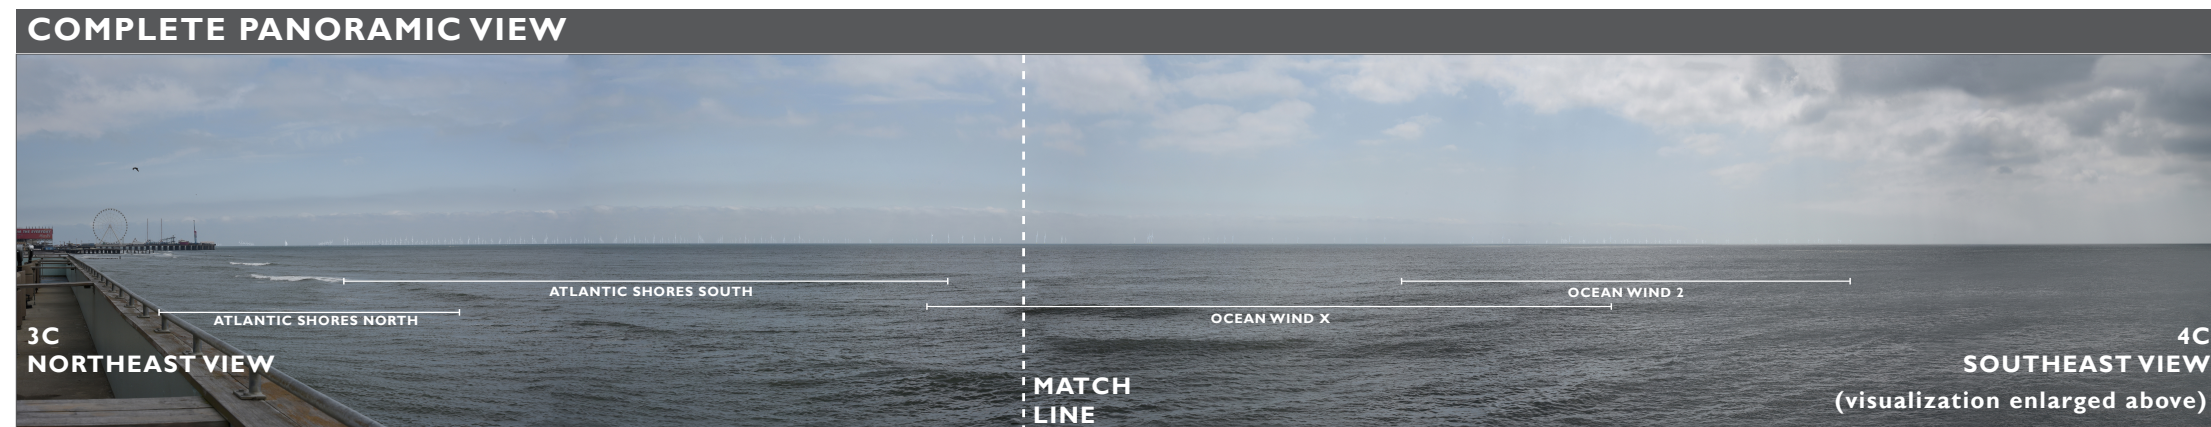 COMPLETE PANORAMIC VIEW
ATLANTIC SHORES SOUTH
OCEAN WIND 2
ATLANTIC SHORES NORTH
OCEAN WIND X
3C
NORTHEAST VIEW
MATCH
LINE
4C
SOUTHEAST VIEW
(visualization enlarged above)